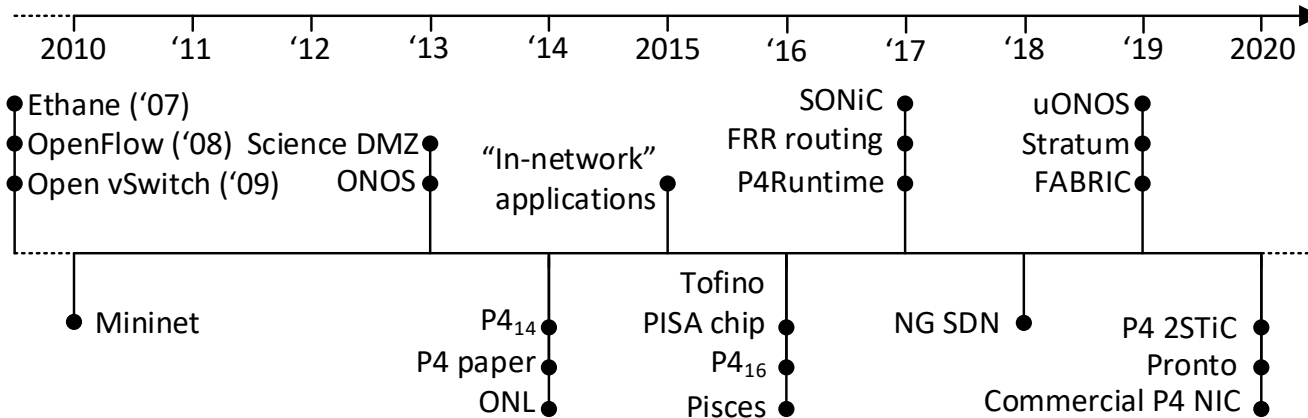 2010 ‘11 ‘12 ‘13 ‘14 2015 ‘16 ‘17 ‘18 ‘19 2020
Ethane (‘07)
OpenFlow (‘08)
Open vSwitch (‘09)
Science DMZ
ONOS
“In-network”
applications
SONiC
FRR routing
P4Runtime
uONOS
Stratum
FABRIC
Mininet
P4₁₄
P4 paper
ONL
Tofino
PISA chip
P4₁₆
Pisces
NG SDN
P4 2STiC
Pronto
Commercial P4 NIC